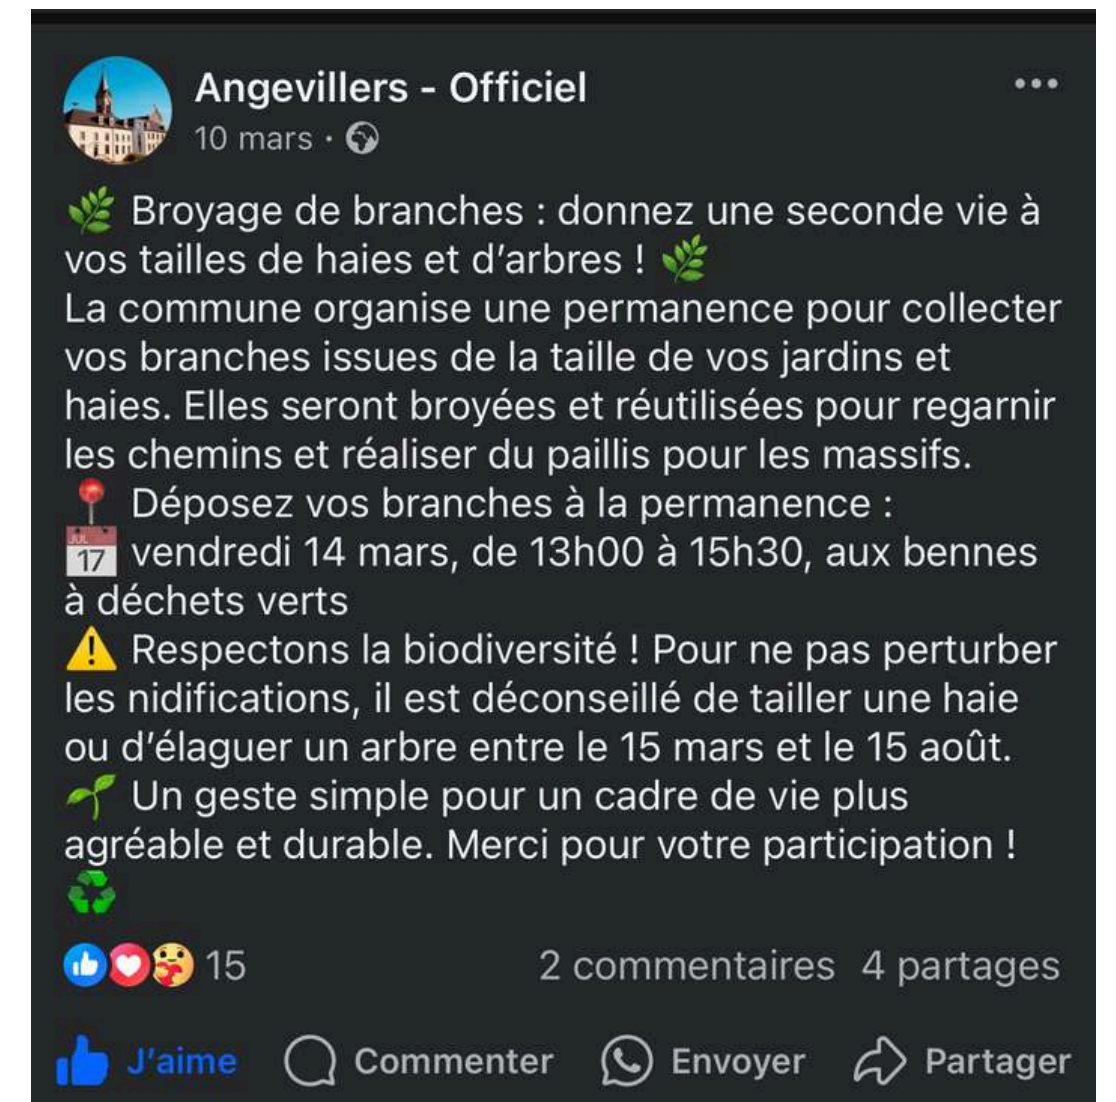 Angevillers - Officiel
10 mars ·
🌿 Broyage de branches : donnez une seconde vie à
vos tailles de haies et d’arbres ! 🌿
La commune organise une permanence pour collecter
vos branches issues de la taille de vos jardins et
haies. Elles seront broyées et réutilisées pour regarnir
les chemins et réaliser du paillis pour les massifs.
📍 Déposez vos branches à la permanence :
📅 vendredi 14 mars, de 13h00 à 15h30, aux bennes
à déchets verts
⚠️ Respectons la biodiversité ! Pour ne pas perturber
les nidifications, il est déconseillé de tailler une haie
ou d’élaguer un arbre entre le 15 mars et le 15 août.
🌱 Un geste simple pour un cadre de vie plus
agréable et durable. Merci pour votre participation !
♻️
15 2 commentaires 4 partages
J’aime Commenter Envoyer Partager